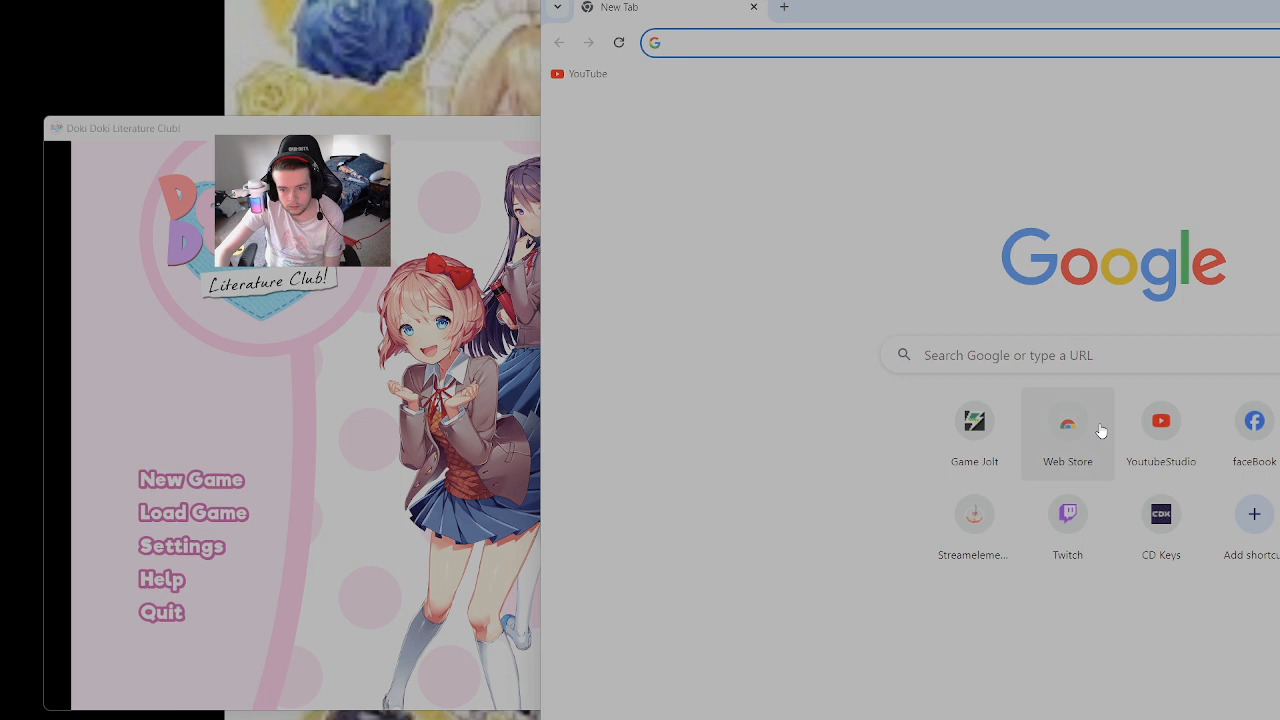 New Tab
YouTube
Doki Doki Literature Club!
D
D
Literature Club!
New Game
Load Game
Settings
Help
Quit
Google
Search Google or type a URL
Game Jolt
Web Store
YoutubeStudio
faceBook
Streameleme...
Twitch
CDK
CD Keys
Add shortcu